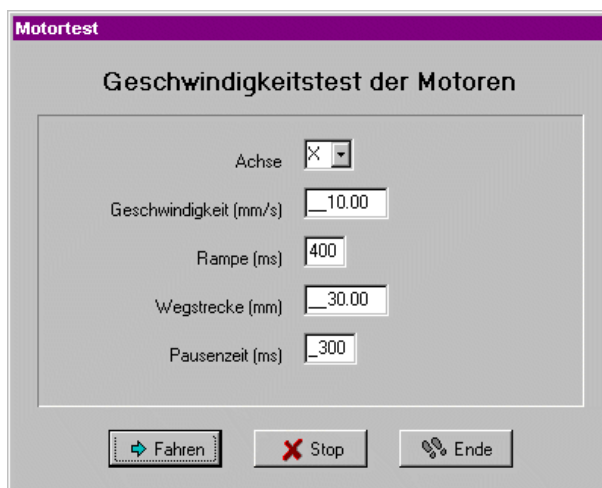 Motortest
Geschwindigkeitstest der Motoren
Achse X
Geschwindigkeit (mm/s) __10.00
Rampe (ms) 400
Wegstrecke (mm) __30.00
Pausenzeit (ms) _300
Fahren Stop Ende